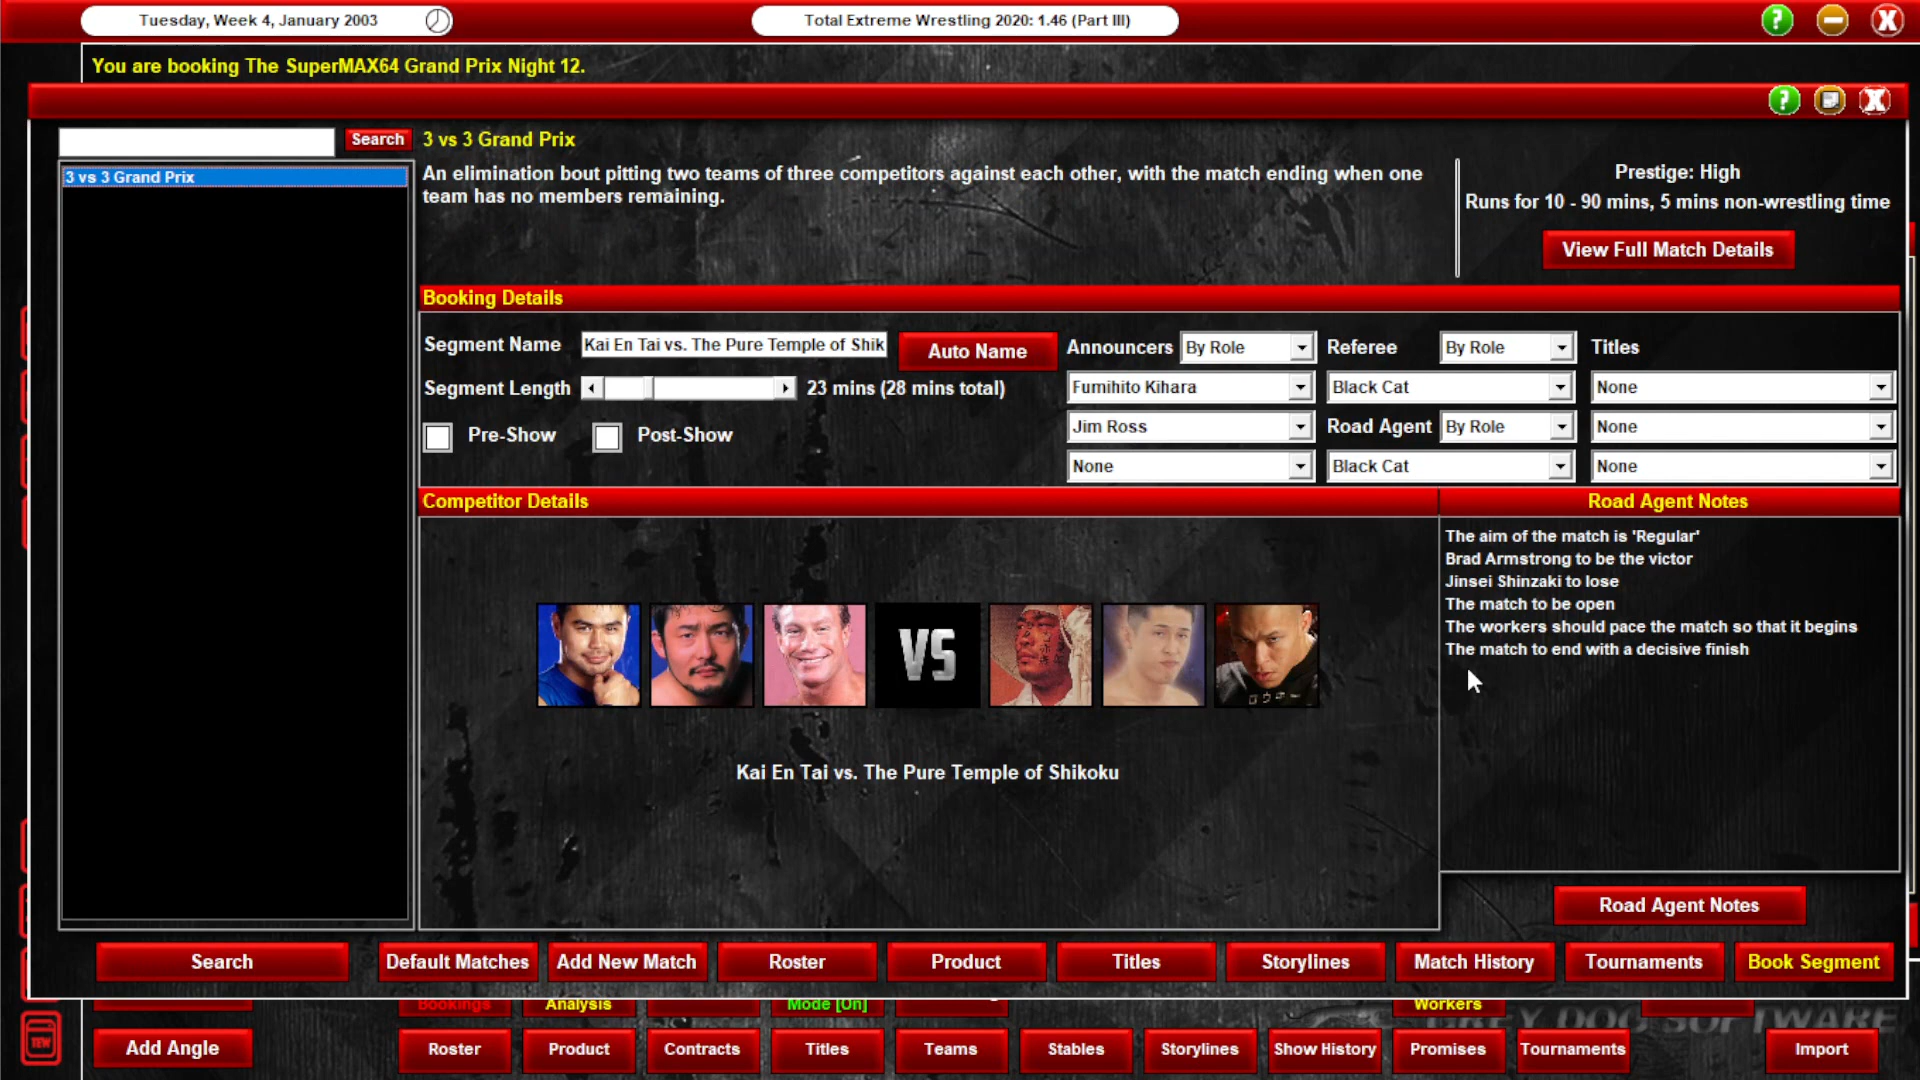 Tuesday, Week 4, January 2003
Total Extreme Wrestling 2020: 1.46 (Part III)
You are booking The SuperMAX64 Grand Prix Night 12.
Search
3 vs 3 Grand Prix
3 vs 3 Grand Prix
An elimination bout pitting two teams of three competitors against each other, with the match ending when one
team has no members remaining.
Prestige: High
Runs for 10 - 90 mins, 5 mins non-wrestling time
View Full Match Details
Booking Details
Segment Name
Kai En Tai vs. The Pure Temple of Shik
Auto Name
Announcers
By Role
Referee
By Role
Titles
Segment Length
23 mins (28 mins total)
Fumihito Kihara
Black Cat
None
Pre-Show
Post-Show
Jim Ross
Road Agent
By Role
None
None
Black Cat
None
Competitor Details
Road Agent Notes
The aim of the match is 'Regular'
Brad Armstrong to be the victor
Jinsei Shinzaki to lose
The match to be open
The workers should pace the match so that it begins
The match to end with a decisive finish
VS
Kai En Tai vs. The Pure Temple of Shikoku
Road Agent Notes
Search
Default Matches
Add New Match
Roster
Product
Titles
Storylines
Match History
Tournaments
Book Segment
Bookings
Analysis
Mode [On]
Workers
GREY DOG SOFTWARE
TEW
Add Angle
Roster
Product
Contracts
Titles
Teams
Stables
Storylines
Show History
Promises
Tournaments
Import